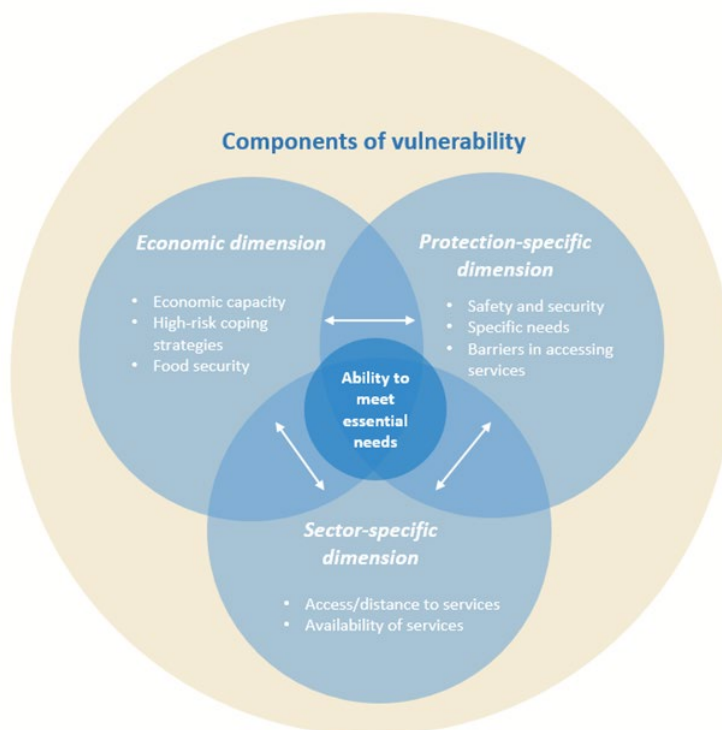 Components of vulnerability
Economic dimension
• Economic capacity
• High-risk coping
strategies
• Food security
Protection-specific
dimension
• Safety and security
• Specific needs
• Barriers in accessing
services
Ability to
meet
essential
needs
Sector-specific
dimension
• Access/distance to services
• Availability of services